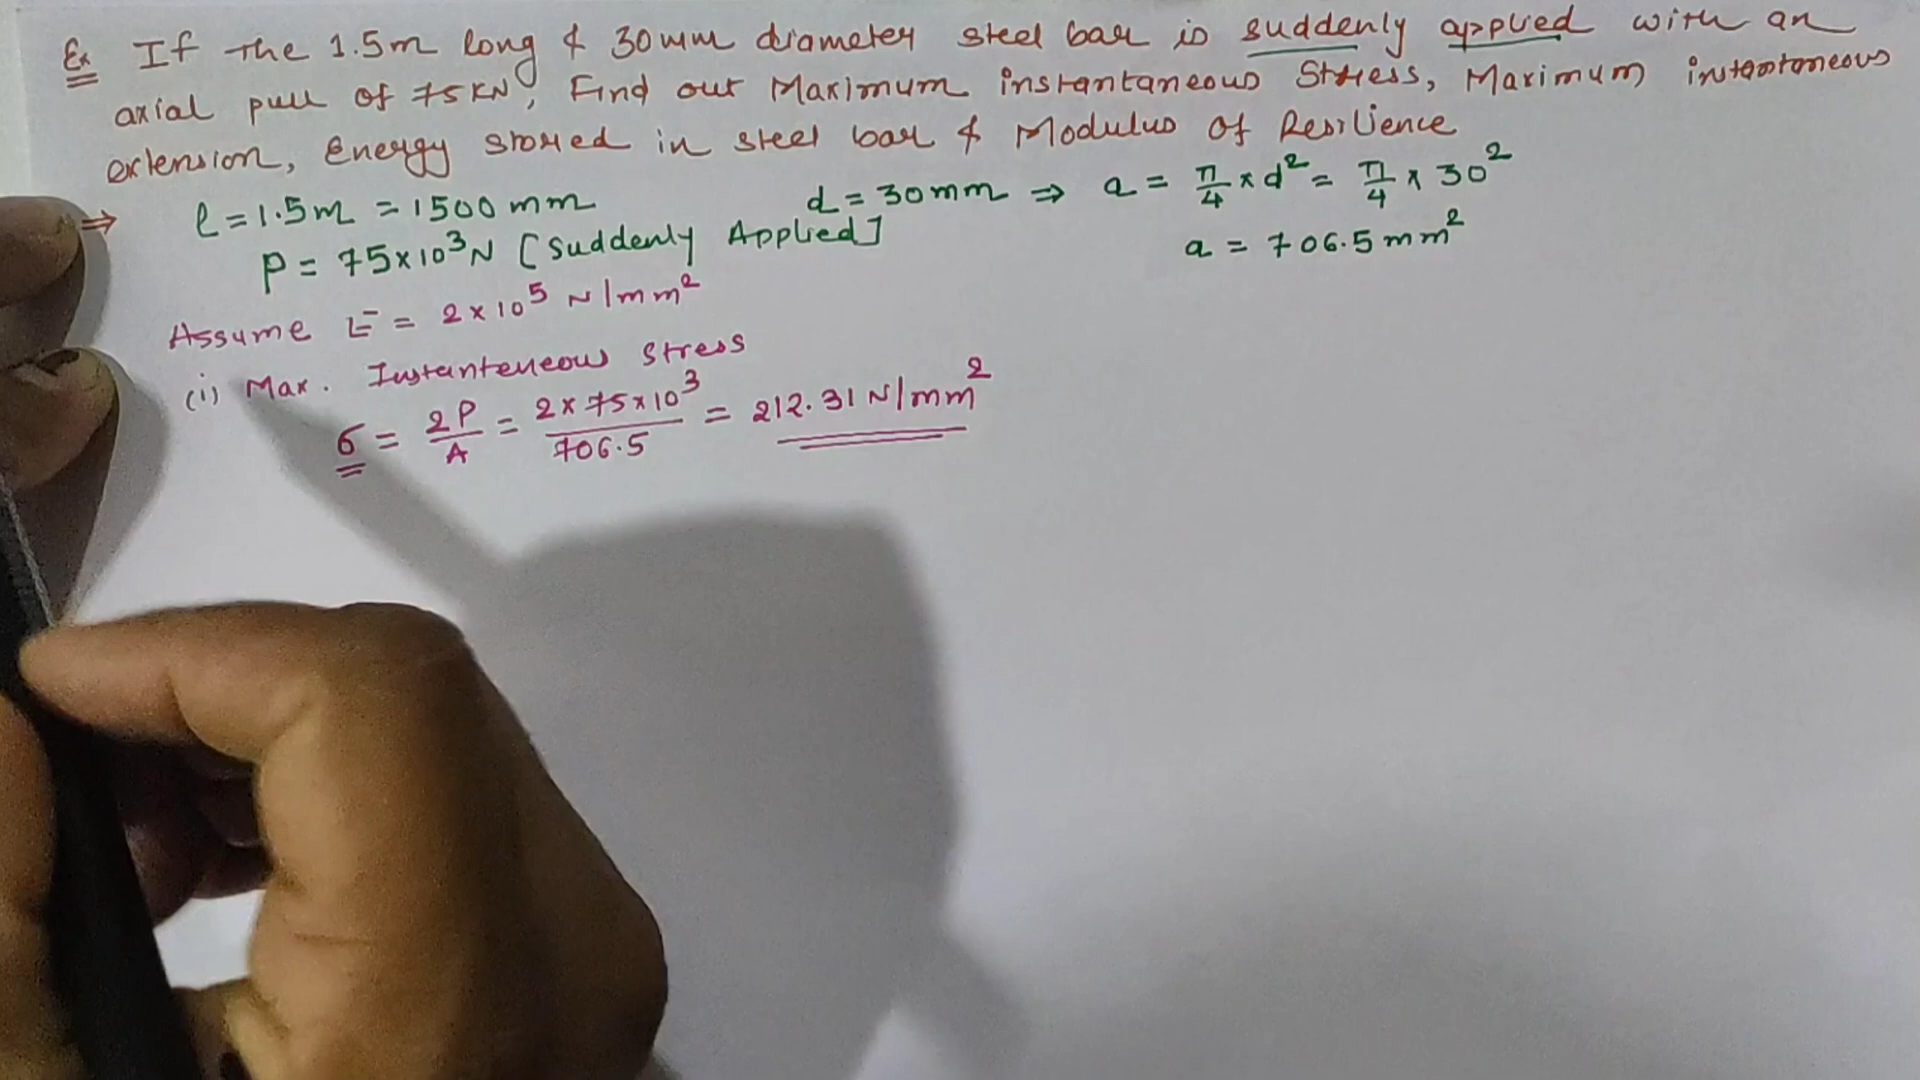 Ex If the 1.5m long & 30mm diameter steel bar is suddenly applied with an
axial pull of 75KN, Find out Maximum instantaneous Stress, Maximum instantaneous
extension, Energy stored in steel bar & Modulus of Resilience
⇒ l = 1.5m = 1500 mm d = 30mm ⇒ a = π/4 × d² = π/4 × 30²
P = 75×10³ N [Suddenly Applied] a = 706.5 mm²
Assume E = 2×10⁵ N/mm²
(i) Max. Instanteneous Stress
σ = 2P/A = 2×75×10³/706.5 = 212.31 N/mm²